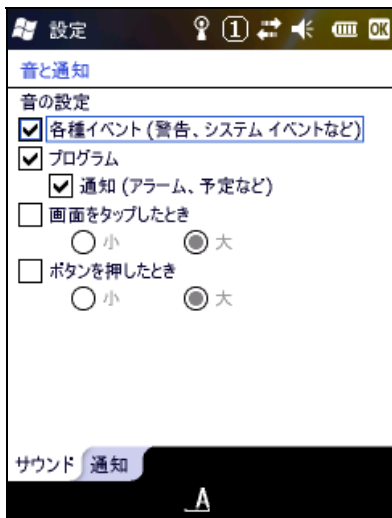 設定 1 OK
音と通知
音の設定
各種イベント (警告、システム イベントなど)
プログラム
通知 (アラーム、予定など)
画面をタップしたとき
小 大
ボタンを押したとき
小 大
サウンド 通知
A